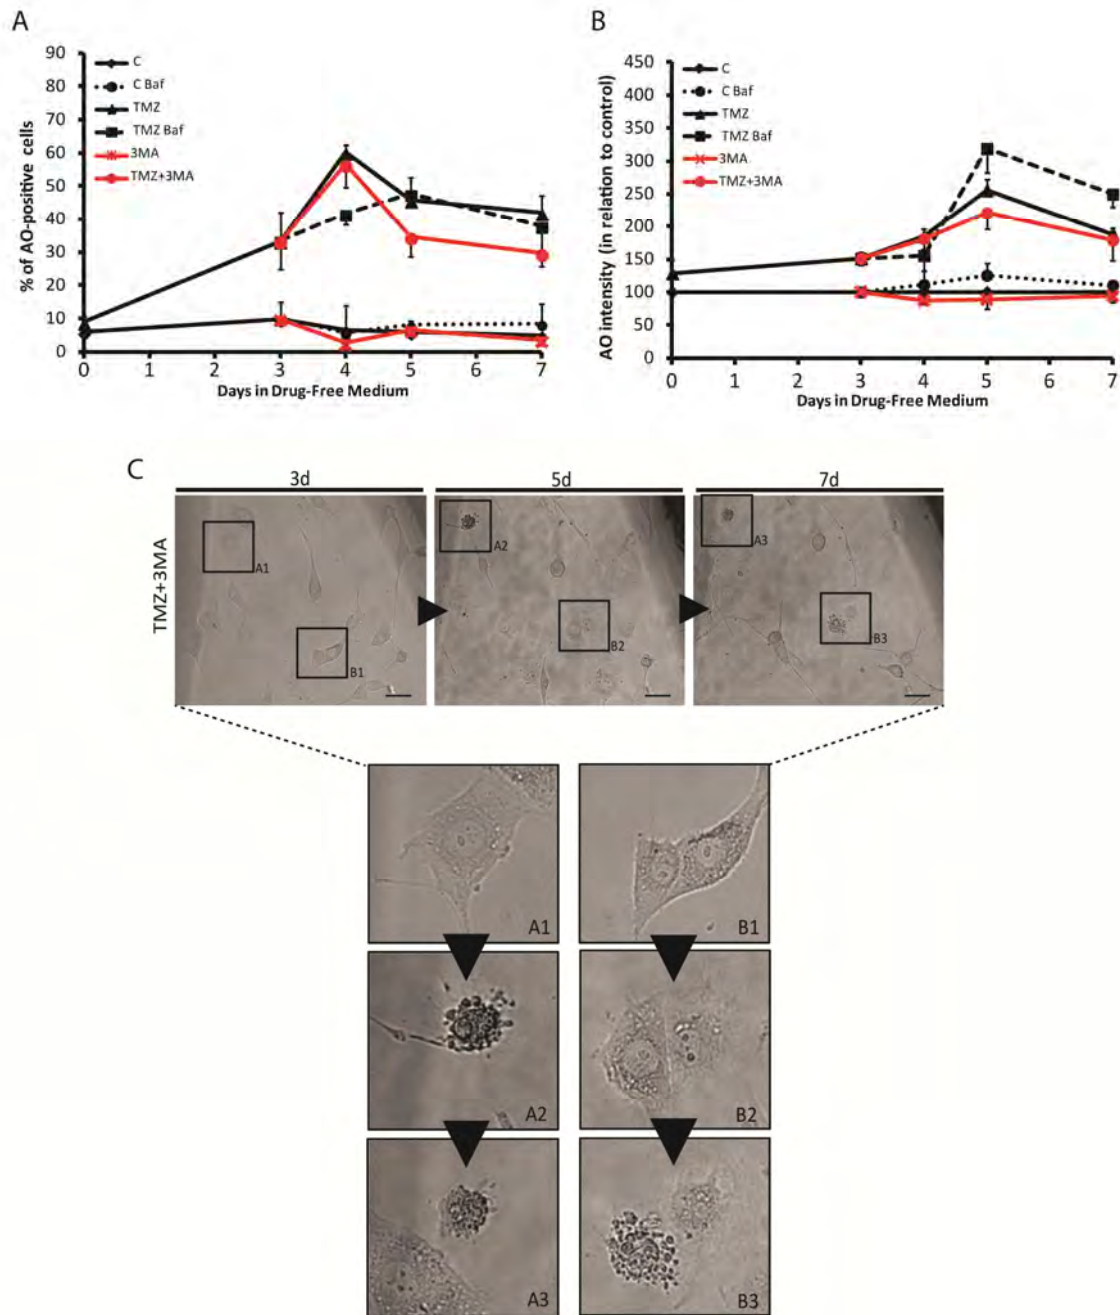 A
% of AO-positive cells
90
80
70
60
50
40
30
20
10
0
C
C Baf
TMZ
TMZ Baf
3MA
TMZ+3MA
0 1 2 3 4 5 6 7
Days in Drug-Free Medium
B
AO intensity (in relation to control)
450
400
350
300
250
200
150
100
50
0
C
C Baf
TMZ
TMZ Baf
3MA
TMZ+3MA
0 1 2 3 4 5 6 7
Days in Drug-Free Medium
C
3d 5d 7d
TMZ+3MA
A1
B1
A2
B2
A3
B3
A1 B1
A2 B2
A3 B3